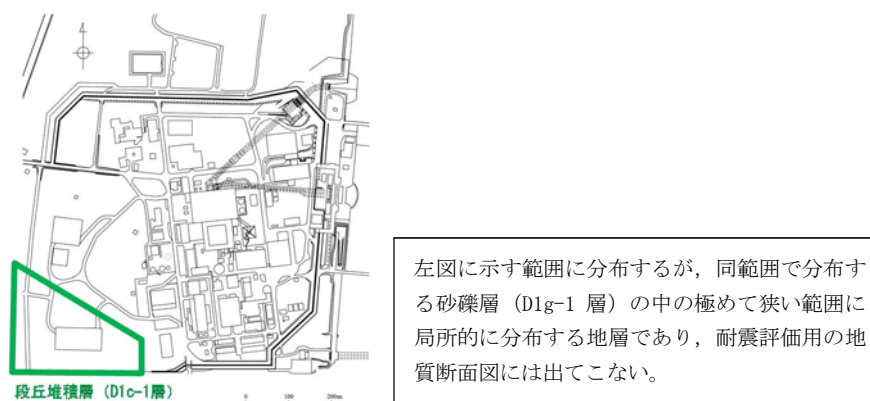 4
段丘堆積層 (D1c-1層)
0 100 200m
左図に示す範囲に分布するが，同範囲で分布す
る砂礫層（D1g-1 層）の中の極めて狭い範囲に
局所的に分布する地層であり，耐震評価用の地
質断面図には出てこない。